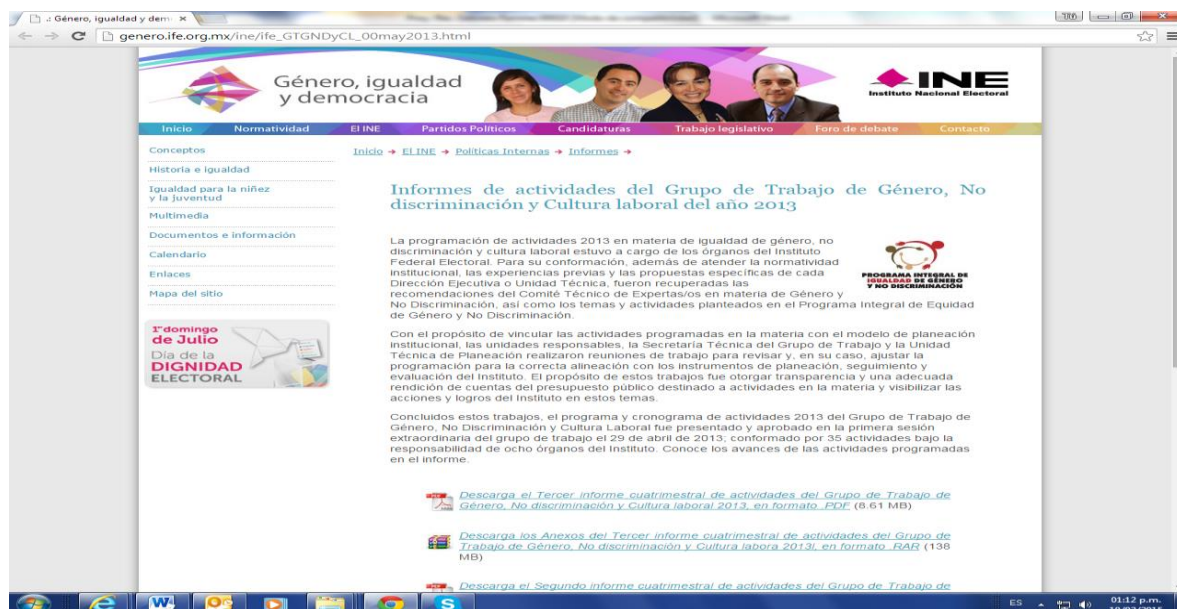 .: Género, igualdad y dem
genero.ife.org.mx/ine/ife_GTGNDyCL_00may2013.html
Género, igualdad
y democracia
INE
Instituto Nacional Electoral
Inicio Normatividad El INE Partidos Políticos Candidaturas Trabajo legislativo Foro de debate Contacto
Conceptos
Historia e igualdad
Igualdad para la niñez
y la juventud
Multimedia
Documentos e información
Calendario
Enlaces
Mapa del sitio
1er domingo
de Julio
Día de la
DIGNIDAD
ELECTORAL
Inicio → El INE → Políticas Internas → Informes →
Informes de actividades del Grupo de Trabajo de Género, No
discriminación y Cultura laboral del año 2013
La programación de actividades 2013 en materia de igualdad de género, no
discriminación y cultura laboral estuvo a cargo de los órganos del Instituto
Federal Electoral. Para su conformación, además de atender la normatividad
institucional, las experiencias previas y las propuestas específicas de cada
Dirección Ejecutiva o Unidad Técnica, fueron recuperadas las
recomendaciones del Comité Técnico de Expertas/os en materia de Género y
No Discriminación, así como los temas y actividades planteados en el Programa Integral de Equidad
de Género y No Discriminación.
PROGRAMA INTEGRAL DE
IGUALDAD DE GÉNERO
Y NO DISCRIMINACIÓN
Con el propósito de vincular las actividades programadas en la materia con el modelo de planeación
institucional, las unidades responsables, la Secretaría Técnica del Grupo de Trabajo y la Unidad
Técnica de Planeación realizaron reuniones de trabajo para revisar y, en su caso, ajustar la
programación para la correcta alineación con los instrumentos de planeación, seguimiento y
evaluación del Instituto. El propósito de estos trabajos fue otorgar transparencia y una adecuada
rendición de cuentas del presupuesto público destinado a actividades en la materia y visibilizar las
acciones y logros del Instituto en estos temas.
Concluidos estos trabajos, el programa y cronograma de actividades 2013 del Grupo de Trabajo de
Género, No Discriminación y Cultura Laboral fue presentado y aprobado en la primera sesión
extraordinaria del grupo de trabajo el 29 de abril de 2013; conformado por 35 actividades bajo la
responsabilidad de ocho órganos del Instituto. Conoce los avances de las actividades programadas
en el informe.
Descarga el Tercer informe cuatrimestral de actividades del Grupo de Trabajo de
Género, No discriminación y Cultura laboral 2013, en formato .PDF (8.61 MB)
Descarga los Anexos del Tercer informe cuatrimestral de actividades del Grupo de
Trabajo de Género, No discriminación y Cultura labora 2013l, en formato .RAR (138
MB)
Descarga el Segundo informe cuatrimestral de actividades del Grupo de Trabajo de
ES 01:12 p.m.